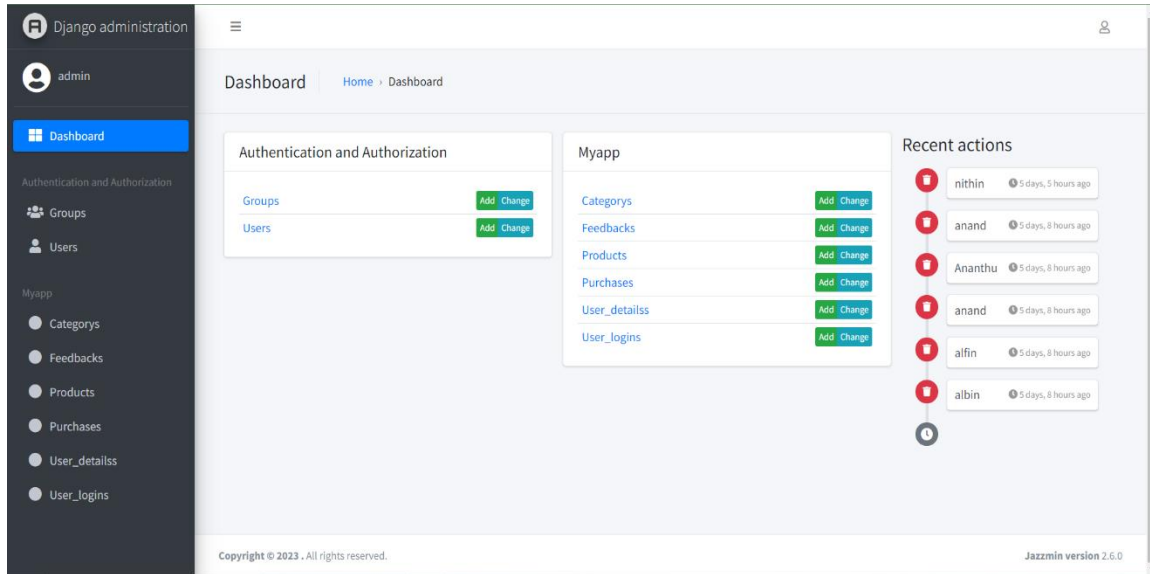 Django administration
admin
Dashboard
Authentication and Authorization
Groups
Users
Myapp
Categorys
Feedbacks
Products
Purchases
User_detailss
User_logins
Dashboard
Home › Dashboard
Authentication and Authorization
Groups Add Change
Users Add Change
Myapp
Categorys Add Change
Feedbacks Add Change
Products Add Change
Purchases Add Change
User_detailss Add Change
User_logins Add Change
Recent actions
nithin 5 days, 5 hours ago
anand 5 days, 8 hours ago
Ananthu 5 days, 8 hours ago
anand 5 days, 8 hours ago
alfin 5 days, 8 hours ago
albin 5 days, 8 hours ago
Copyright © 2023 . All rights reserved.
Jazzmin version 2.6.0